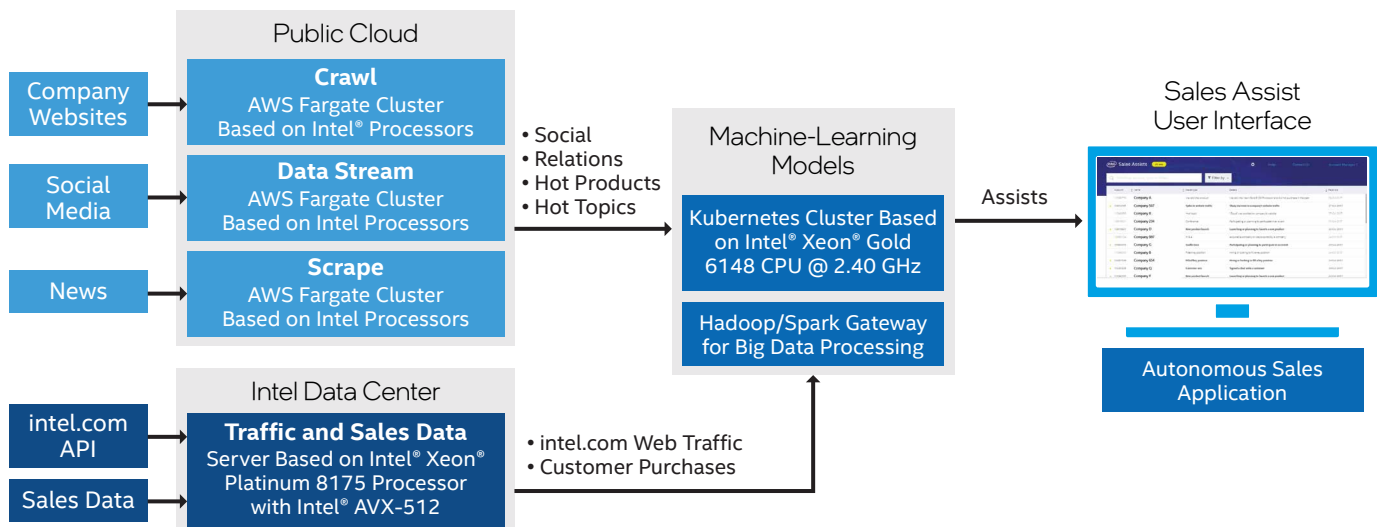 Public Cloud
Company
Websites
Crawl
AWS Fargate Cluster
Based on Intel® Processors
Social
Media
Data Stream
AWS Fargate Cluster
Based on Intel Processors
News
Scrape
AWS Fargate Cluster
Based on Intel Processors
• Social
• Relations
• Hot Products
• Hot Topics
Intel Data Center
intel.com
API
Sales Data
Traffic and Sales Data
Server Based on Intel® Xeon®
Platinum 8175 Processor
with Intel® AVX-512
• intel.com Web Traffic
• Customer Purchases
Machine-Learning
Models
Kubernetes Cluster Based
on Intel® Xeon® Gold
6148 CPU @ 2.40 GHz
Hadoop/Spark Gateway
for Big Data Processing
Assists
Sales Assist
User Interface
Sales Assists
Filter by
Autonomous Sales
Application